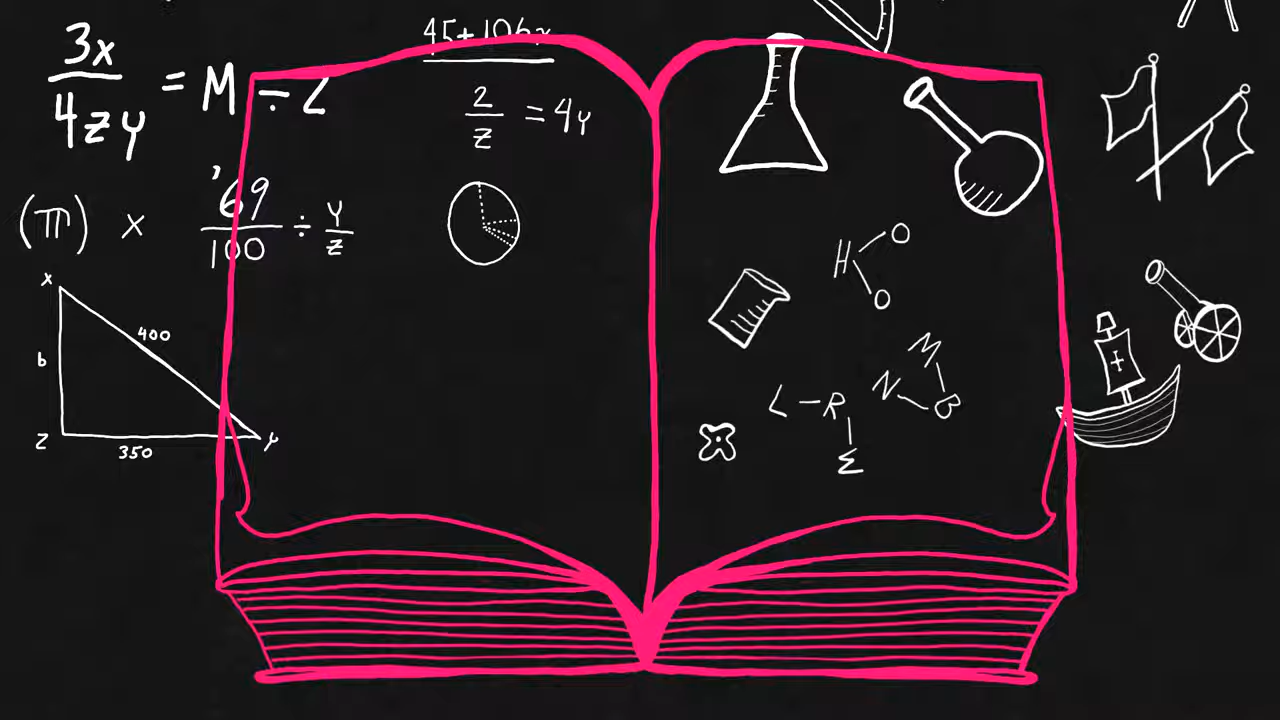 45+106x
3x
4zy
= M ÷ L
2
z
= 4y
(π) x '69
100
÷ y
z
x
400
b
z
350
y
H O
O
M
N B
L - R
Σ